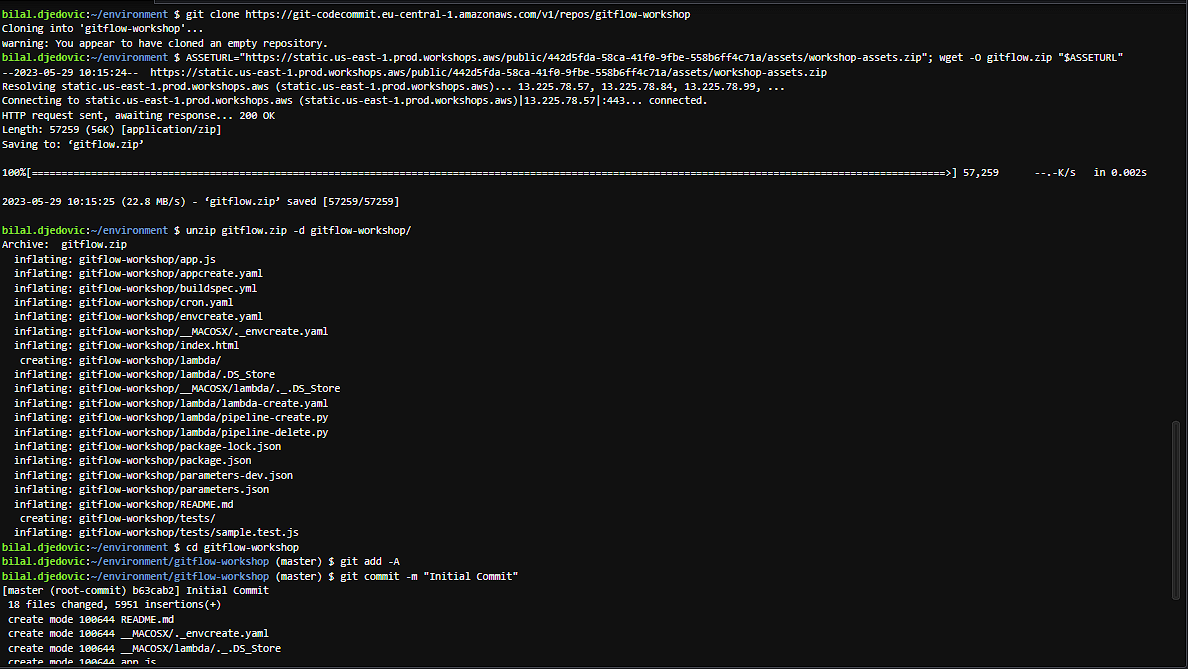 bilal.djedovic:~/environment $ git clone https://git-codecommit.eu-central-1.amazonaws.com/v1/repos/gitflow-workshop
Cloning into 'gitflow-workshop'...
warning: You appear to have cloned an empty repository.
bilal.djedovic:~/environment $ ASSETURL="https://static.us-east-1.prod.workshops.aws/public/442d5fda-58ca-41f0-9fbe-558b6ff4c71a/assets/workshop-assets.zip"; wget -O gitflow.zip "$ASSETURL"
--2023-05-29 10:15:24--  https://static.us-east-1.prod.workshops.aws/public/442d5fda-58ca-41f0-9fbe-558b6ff4c71a/assets/workshop-assets.zip
Resolving static.us-east-1.prod.workshops.aws (static.us-east-1.prod.workshops.aws)... 13.225.78.57, 13.225.78.84, 13.225.78.99, ...
Connecting to static.us-east-1.prod.workshops.aws (static.us-east-1.prod.workshops.aws)|13.225.78.57|:443... connected.
HTTP request sent, awaiting response... 200 OK
Length: 57259 (56K) [application/zip]
Saving to: ‘gitflow.zip’
100%[=========================================================================================================================================================>] 57,259      --.-K/s   in 0.002s
2023-05-29 10:15:25 (22.8 MB/s) - ‘gitflow.zip’ saved [57259/57259]
bilal.djedovic:~/environment $ unzip gitflow.zip -d gitflow-workshop/
Archive:  gitflow.zip
  inflating: gitflow-workshop/app.js
  inflating: gitflow-workshop/appcreate.yaml
  inflating: gitflow-workshop/buildspec.yml
  inflating: gitflow-workshop/cron.yaml
  inflating: gitflow-workshop/envcreate.yaml
  inflating: gitflow-workshop/__MACOSX/._envcreate.yaml
  inflating: gitflow-workshop/index.html
   creating: gitflow-workshop/lambda/
  inflating: gitflow-workshop/lambda/.DS_Store
  inflating: gitflow-workshop/__MACOSX/lambda/._.DS_Store
  inflating: gitflow-workshop/lambda/lambda-create.yaml
  inflating: gitflow-workshop/lambda/pipeline-create.py
  inflating: gitflow-workshop/lambda/pipeline-delete.py
  inflating: gitflow-workshop/package-lock.json
  inflating: gitflow-workshop/package.json
  inflating: gitflow-workshop/parameters-dev.json
  inflating: gitflow-workshop/parameters.json
  inflating: gitflow-workshop/README.md
   creating: gitflow-workshop/tests/
  inflating: gitflow-workshop/tests/sample.test.js
bilal.djedovic:~/environment $ cd gitflow-workshop
bilal.djedovic:~/environment/gitflow-workshop (master) $ git add -A
bilal.djedovic:~/environment/gitflow-workshop (master) $ git commit -m "Initial Commit"
[master (root-commit) b63cab2] Initial Commit
 18 files changed, 5951 insertions(+)
 create mode 100644 README.md
 create mode 100644 __MACOSX/._envcreate.yaml
 create mode 100644 __MACOSX/lambda/._.DS_Store
 create mode 100644 app.js